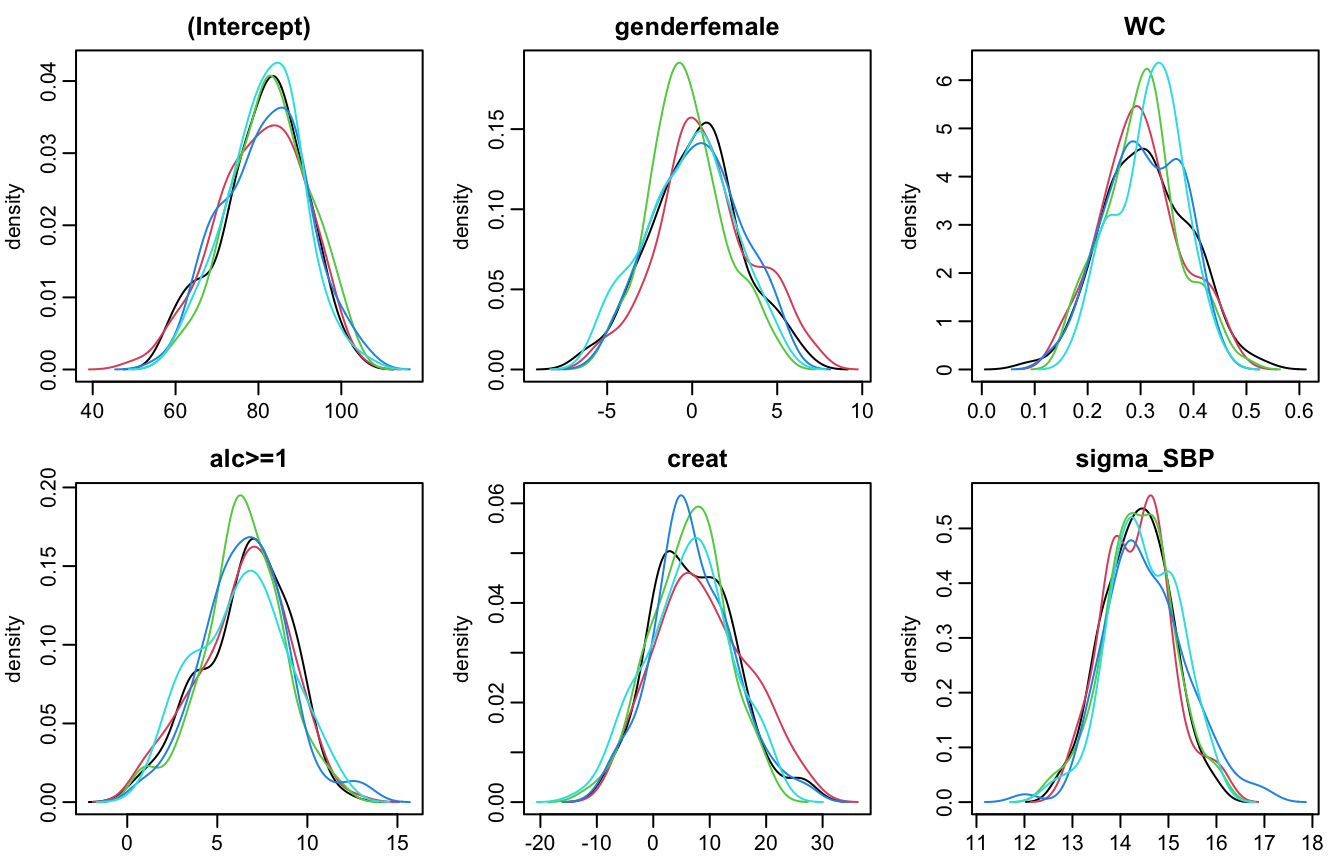 (Intercept)
density
0.00 0.01 0.02 0.03 0.04
40 60 80 100
genderfemale
density
0.00 0.05 0.10 0.15
-5 0 5 10
WC
density
0 1 2 3 4 5 6
0.0 0.1 0.2 0.3 0.4 0.5 0.6
alc>=1
density
0.00 0.05 0.10 0.15 0.20
0 5 10 15
creat
density
0.00 0.02 0.04 0.06
-20 -10 0 10 20 30
sigma_SBP
density
0.0 0.1 0.2 0.3 0.4 0.5
11 12 13 14 15 16 17 18